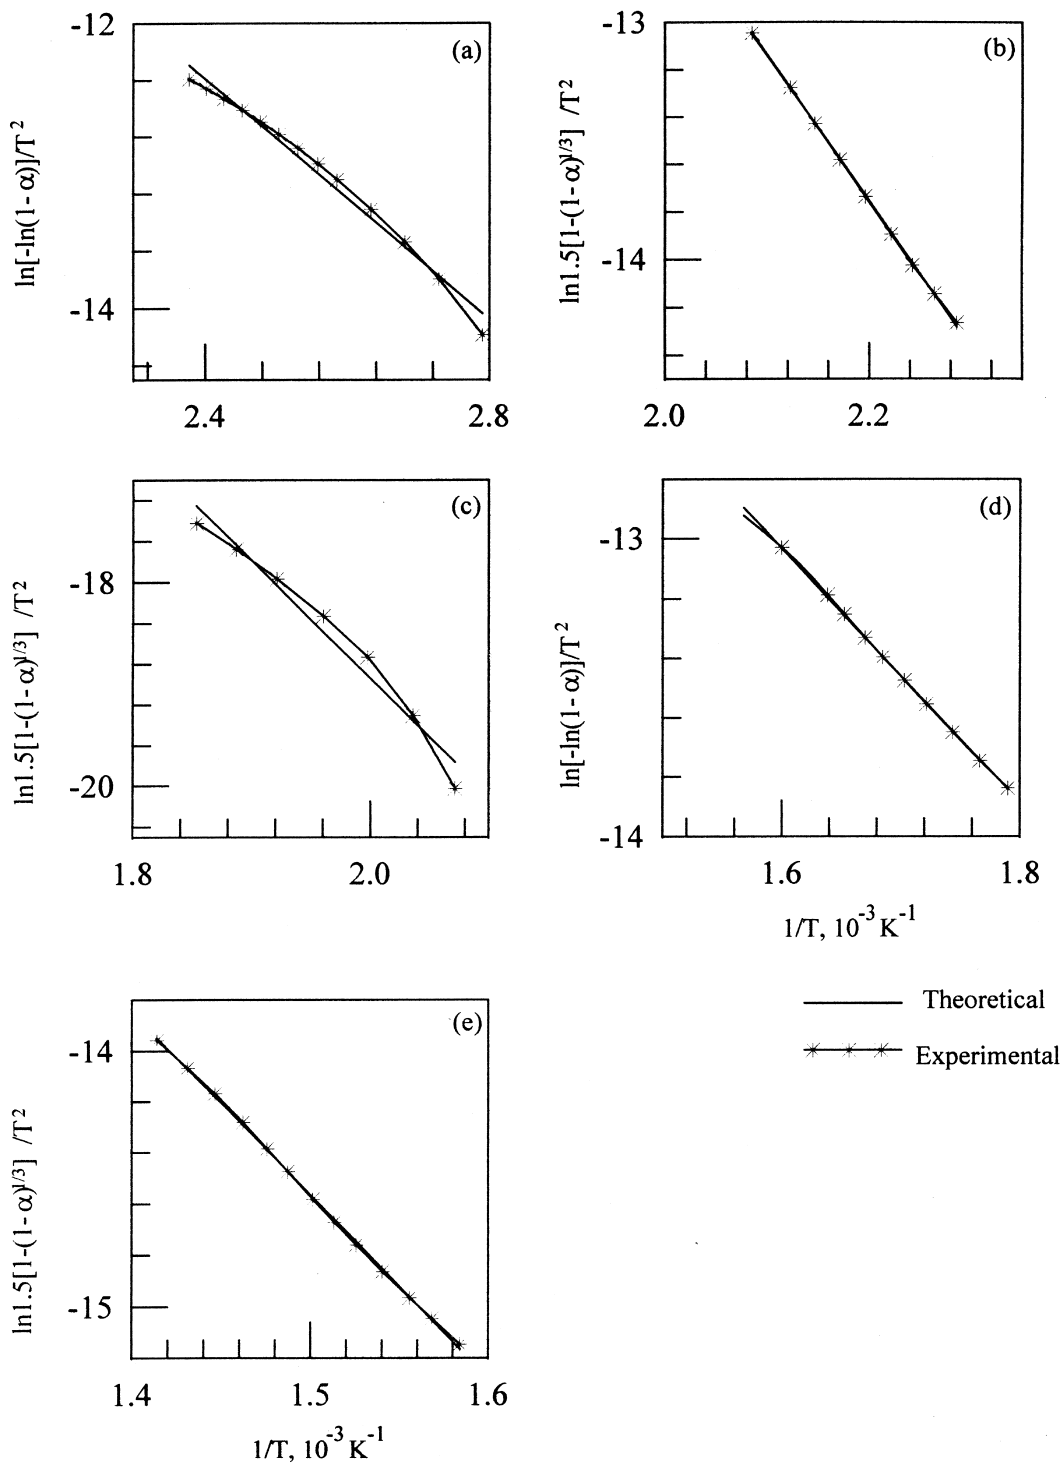 -12
(a)
ln[-ln(1-α)]/T²
-14
2.4
2.8
-13
(b)
ln1.5[1-(1-α)^1/3] /T²
-14
2.0
2.2
(c)
ln1.5[1-(1-α)^1/3] /T²
-18
-20
1.8
2.0
(d)
-13
ln[-ln(1-α)]/T²
-14
1.6
1.8
1/T, 10⁻³ K⁻¹
(e)
-14
ln1.5[1-(1-α)^1/3] /T²
-15
1.4
1.5
1.6
1/T, 10⁻³ K⁻¹
Theoretical
Experimental